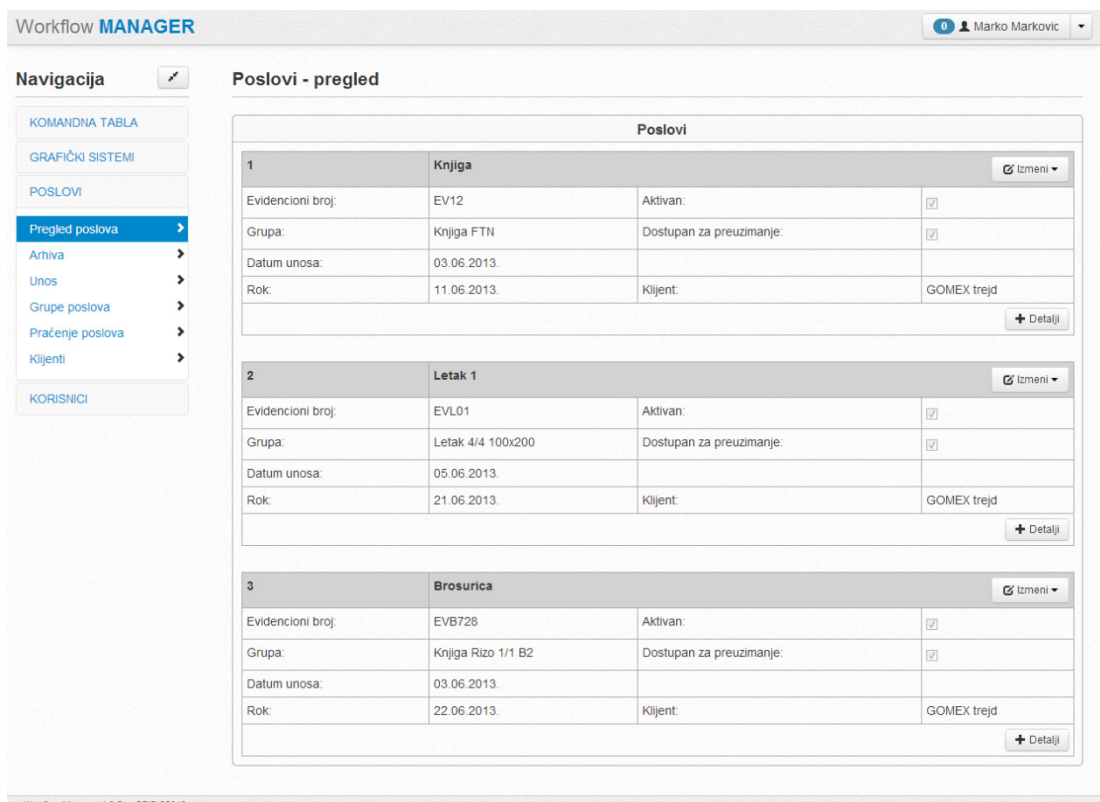 Workflow MANAGER
0 Marko Markovic
Navigacija
Poslovi - pregled
KOMANDNA TABLA
GRAFIČKI SISTEMI
POSLOVI
Pregled poslova
Arhiva
Unos
Grupe poslova
Praćenje poslova
Klijenti
KORISNICI
Poslovi
1 Knjiga Izmeni
Evidencioni broj: EV12 Aktivan:
Grupa: Knjiga FTN Dostupan za preuzimanje:
Datum unosa: 03.06.2013.
Rok: 11.06.2013. Klijent: GOMEX trejd
Detalji
2 Letak 1 Izmeni
Evidencioni broj: EVL01 Aktivan:
Grupa: Letak 4/4 100x200 Dostupan za preuzimanje:
Datum unosa: 05.06.2013.
Rok: 21.06.2013. Klijent: GOMEX trejd
Detalji
3 Brosurica Izmeni
Evidencioni broj: EVB728 Aktivan:
Grupa: Knjiga Rizo 1/1 B2 Dostupan za preuzimanje:
Datum unosa: 03.06.2013.
Rok: 22.06.2013. Klijent: GOMEX trejd
Detalji